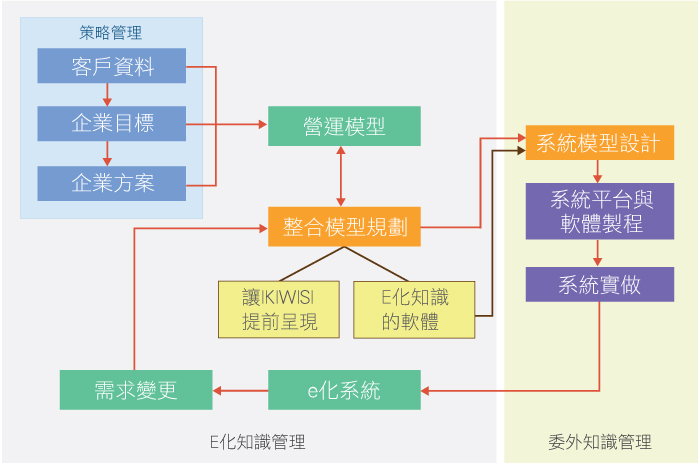 策略管理
客戶資料
企業目標
企業方案
營運模型
整合模型規劃
讓IKIWISI
提前呈現
E化知識
的軟體
系統模型設計
系統平台與
軟體製程
系統實做
需求變更
e化系統
E化知識管理
委外知識管理